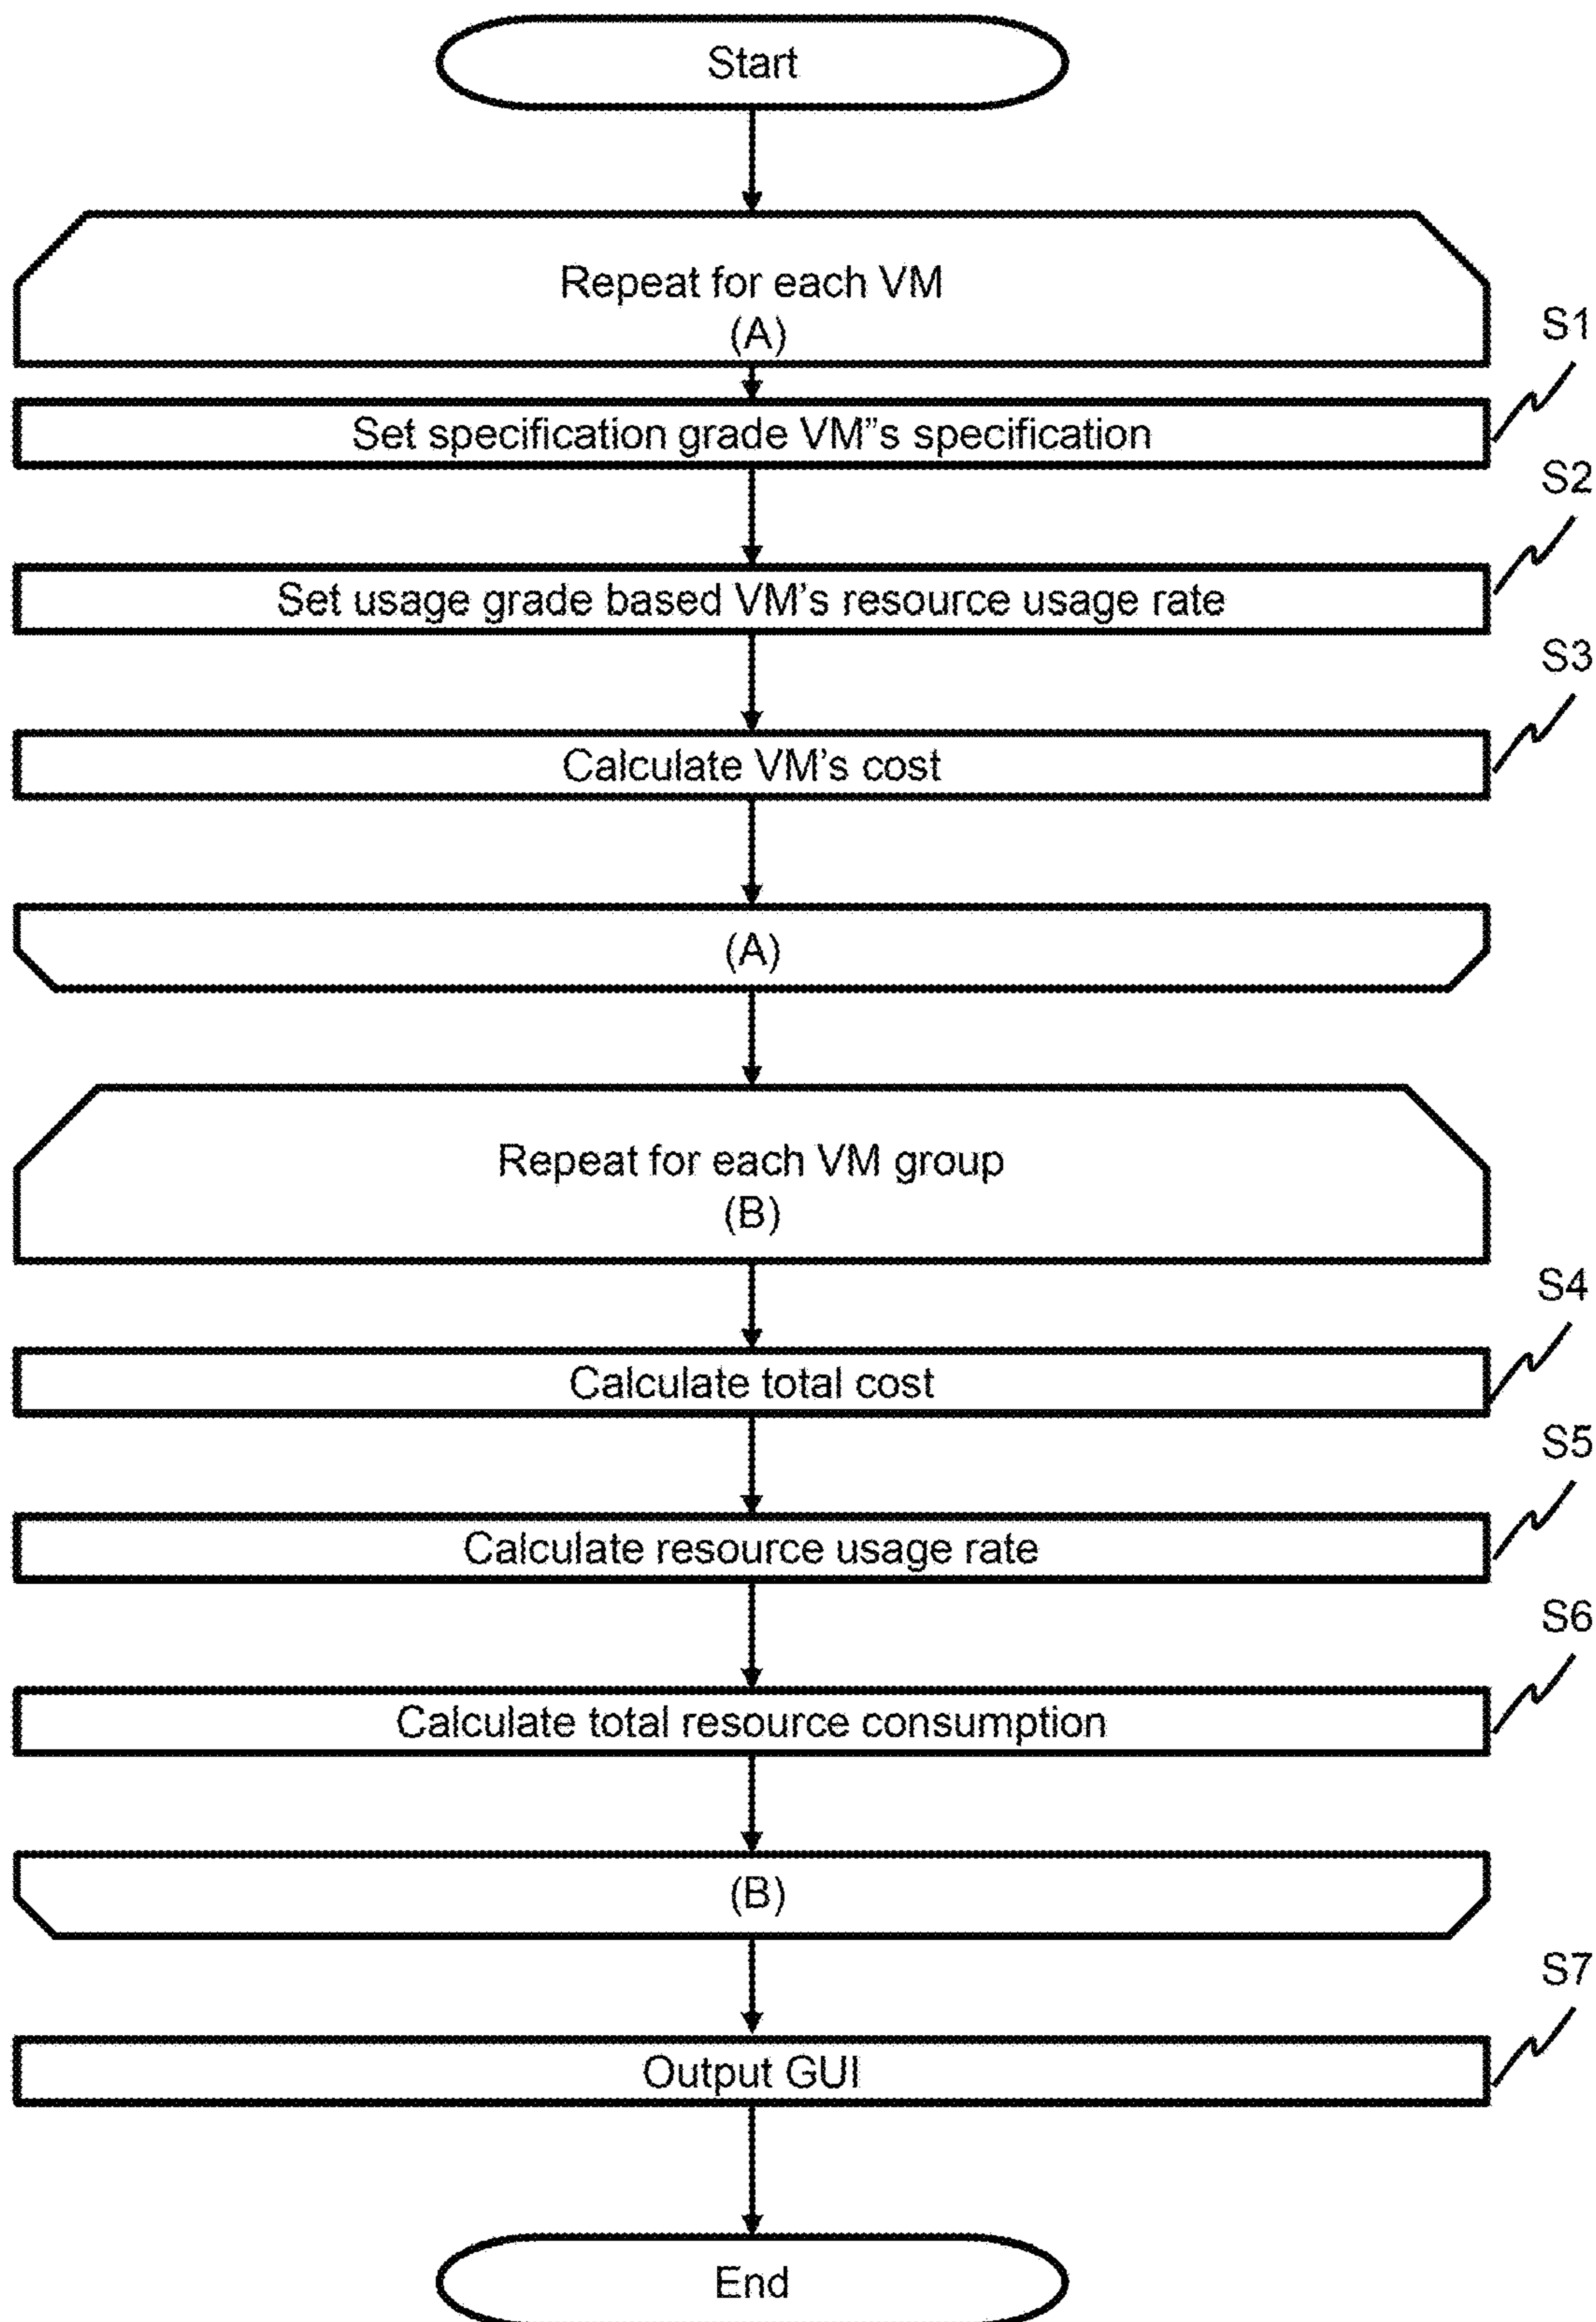 Start
Repeat for each VM
(A)
S1
Set specification grade VM"s specification
S2
Set usage grade based VM's resource usage rate
S3
Calculate VM's cost
(A)
Repeat for each VM group
(B)
S4
Calculate total cost
S5
Calculate resource usage rate
S6
Calculate total resource consumption
(B)
S7
Output GUI
End